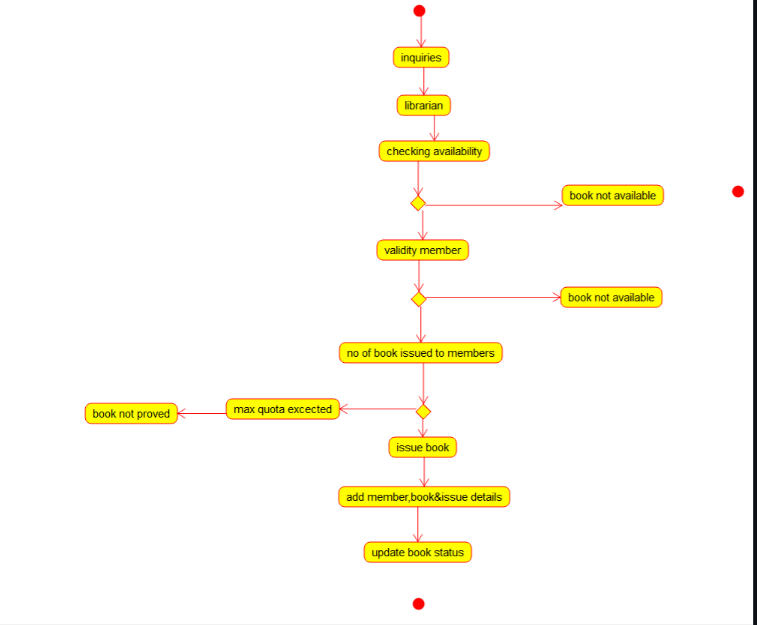 inquiries
librarian
checking availability
book not available
validity member
book not available
no of book issued to members
max quota excected
book not proved
issue book
add member,book&issue details
update book status